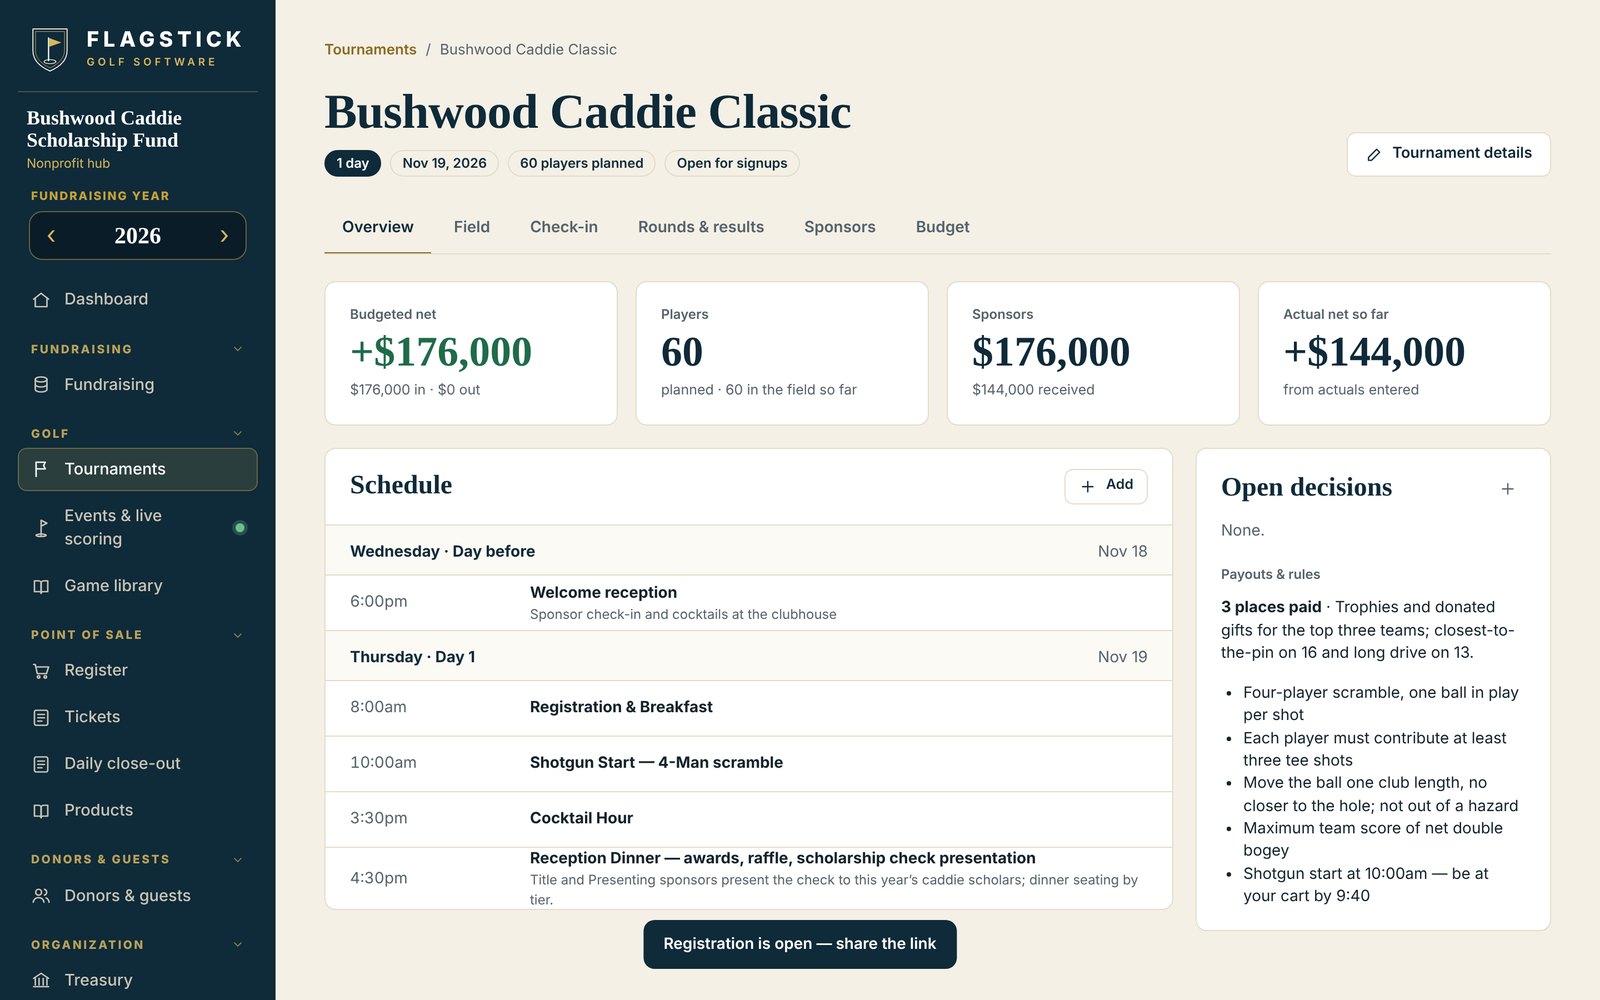 FLAGSTICK
GOLF SOFTWARE
Bushwood Caddie
Scholarship Fund
Nonprofit hub
FUNDRAISING YEAR
2026
Dashboard
FUNDRAISING
Fundraising
GOLF
Tournaments
Events & live
scoring
Game library
POINT OF SALE
Register
Tickets
Daily close-out
Products
DONORS & GUESTS
Donors & guests
ORGANIZATION
Treasury
Tournaments / Bushwood Caddie Classic
Bushwood Caddie Classic
1 day
Nov 19, 2026
60 players planned
Open for signups
Tournament details
Overview
Field
Check-in
Rounds & results
Sponsors
Budget
Budgeted net
+$176,000
$176,000 in · $0 out
Players
60
planned · 60 in the field so far
Sponsors
$176,000
$144,000 received
Actual net so far
+$144,000
from actuals entered
Schedule
Add
Wednesday · Day before
Nov 18
6:00pm
Welcome reception
Sponsor check-in and cocktails at the clubhouse
Thursday · Day 1
Nov 19
8:00am
Registration & Breakfast
10:00am
Shotgun Start — 4-Man scramble
3:30pm
Cocktail Hour
4:30pm
Reception Dinner — awards, raffle, scholarship check presentation
Title and Presenting sponsors present the check to this year's caddie scholars; dinner seating by
tier.
Open decisions
None.
Payouts & rules
3 places paid · Trophies and donated
gifts for the top three teams; closest-to-
the-pin on 16 and long drive on 13.
• Four-player scramble, one ball in play
per shot
• Each player must contribute at least
three tee shots
• Move the ball one club length, no
closer to the hole; not out of a hazard
• Maximum team score of net double
bogey
• Shotgun start at 10:00am — be at
your cart by 9:40
Registration is open — share the link